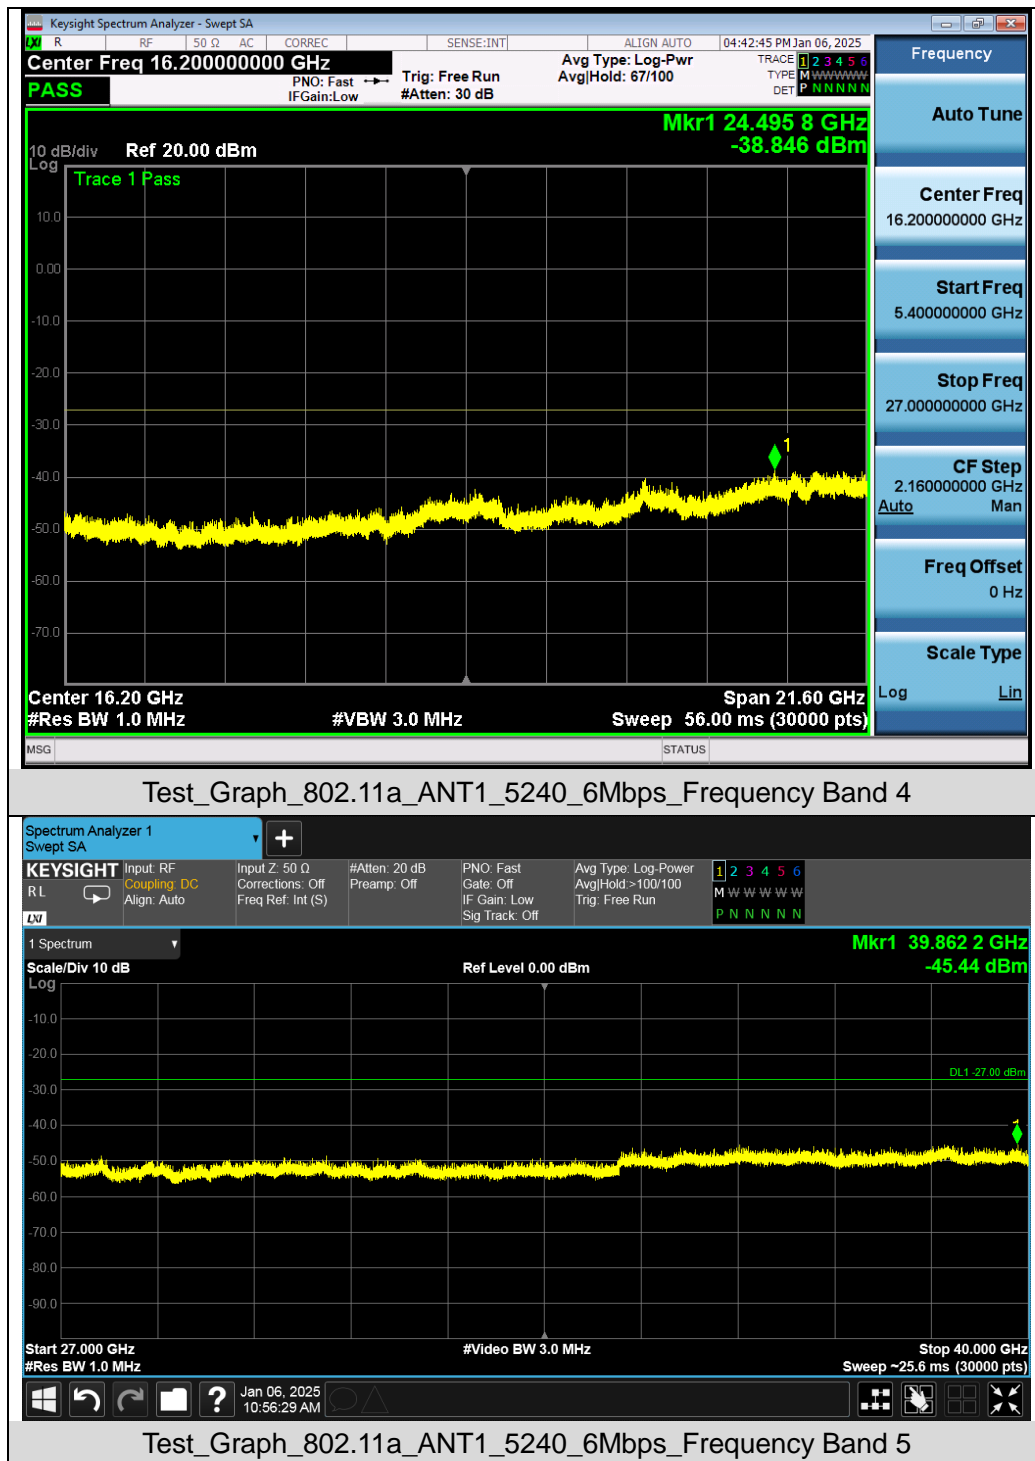 Keysight Spectrum Analyzer - Swept SA
LXI R RF 50 Ω AC CORREC SENSE:INT ALIGN AUTO 04:42:45 PM Jan 06, 2025
Center Freq 16.200000000 GHz
PASS
PNO: Fast
IFGain:Low
Trig: Free Run
#Atten: 30 dB
Avg Type: Log-Pwr
Avg|Hold: 67/100
TRACE 1 2 3 4 5 6
TYPE M WWWWW
DET P N N N N N
Mkr1 24.495 8 GHz
-38.846 dBm
10 dB/div Ref 20.00 dBm
Log
Trace 1 Pass
10.0
0.00
-10.0
-20.0
-30.0
1
-40.0
-50.0
-60.0
-70.0
Center 16.20 GHz Span 21.60 GHz
#Res BW 1.0 MHz #VBW 3.0 MHz Sweep 56.00 ms (30000 pts)
MSG STATUS
Frequency
Auto Tune
Center Freq
16.200000000 GHz
Start Freq
5.400000000 GHz
Stop Freq
27.000000000 GHz
CF Step
2.160000000 GHz
Auto Man
Freq Offset
0 Hz
Scale Type
Log Lin
Test_Graph_802.11a_ANT1_5240_6Mbps_Frequency Band 4
Spectrum Analyzer 1
Swept SA
+
KEYSIGHT
RL
LXI
Input: RF
Coupling: DC
Align: Auto
Input Z: 50 Ω
Corrections: Off
Freq Ref: Int (S)
#Atten: 20 dB
Preamp: Off
PNO: Fast
Gate: Off
IF Gain: Low
Sig Track: Off
Avg Type: Log-Power
Avg|Hold:>100/100
Trig: Free Run
1 2 3 4 5 6
M W W W W W
P N N N N N
1 Spectrum
Scale/Div 10 dB
Log
Ref Level 0.00 dBm
Mkr1 39.862 2 GHz
-45.44 dBm
-10.0
-20.0
DL1 -27.00 dBm
-30.0
-40.0
1
-50.0
-60.0
-70.0
-80.0
-90.0
Start 27.000 GHz #Video BW 3.0 MHz Stop 40.000 GHz
#Res BW 1.0 MHz Sweep ~25.6 ms (30000 pts)
?
Jan 06, 2025
10:56:29 AM
Test_Graph_802.11a_ANT1_5240_6Mbps_Frequency Band 5